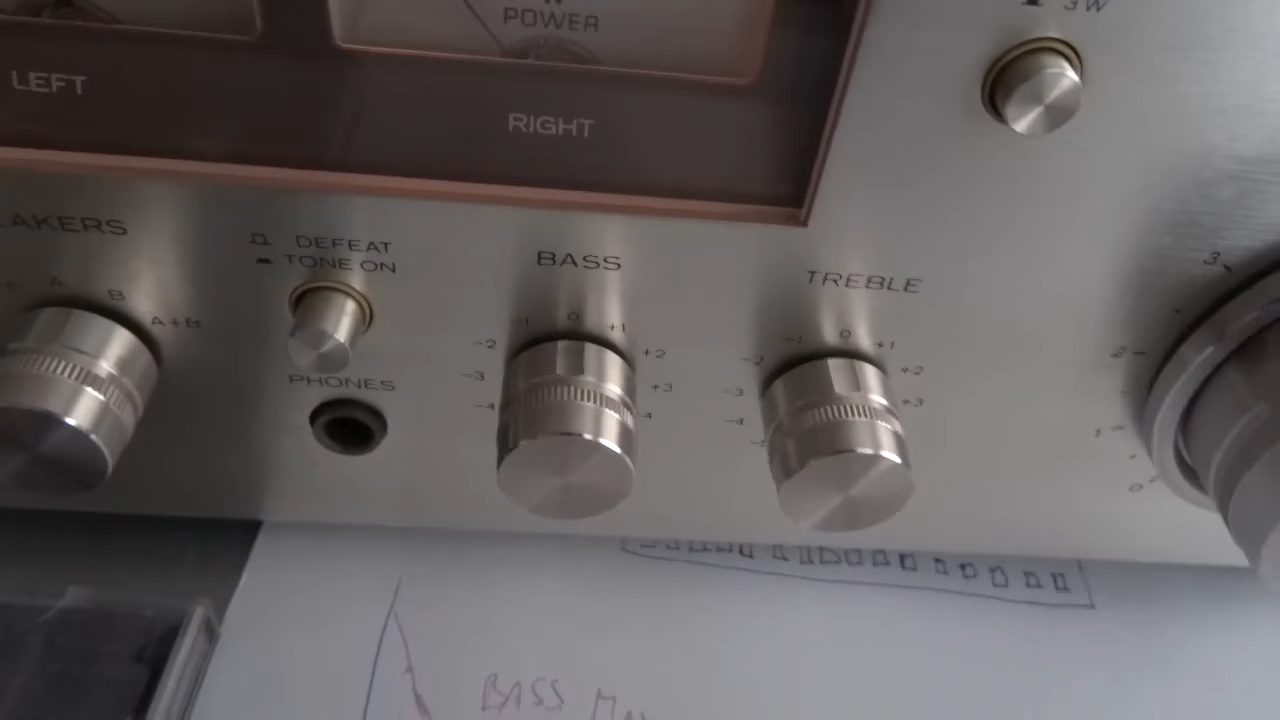 3W
POWER
LEFT
RIGHT
AKERS
DEFEAT
TONE ON
BASS
TREBLE
A B A+B
PHONES
-4 -3 -2 -1 0 +1 +2 +3 4
-4 -3 -2 -1 0 +1 +2 +3
0 1 2 3
BASS